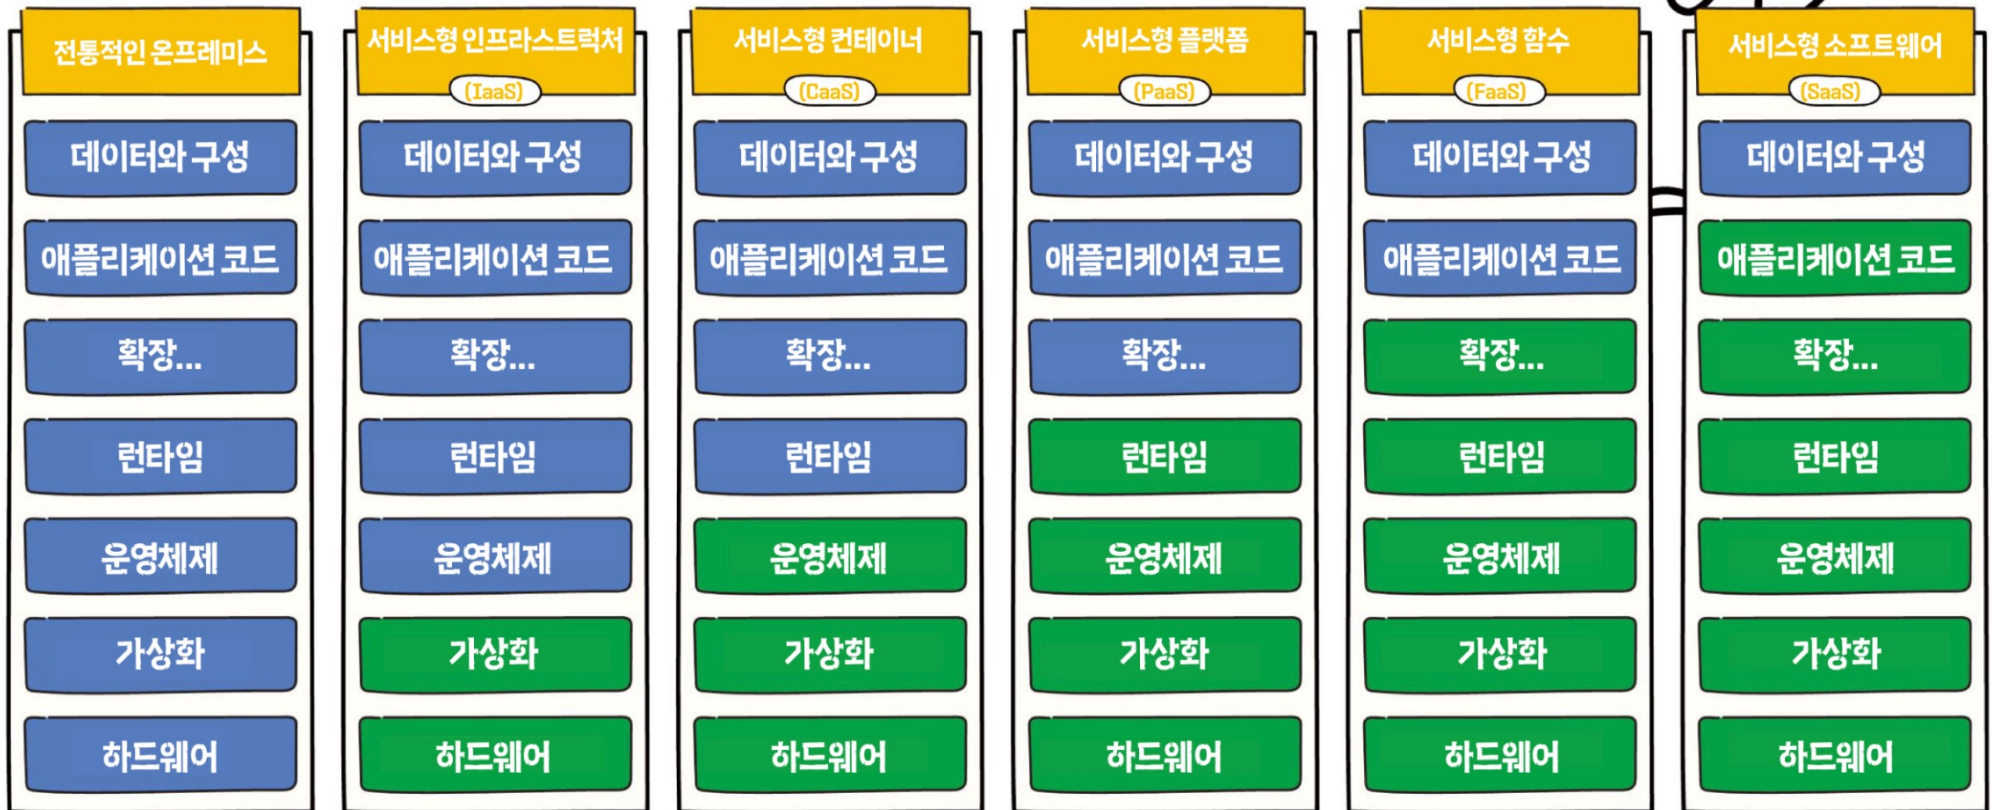 전통적인 온프레미스
데이터와 구성
애플리케이션 코드
확장...
런타임
운영체제
가상화
하드웨어
서비스형 인프라스트럭처
(IaaS)
데이터와 구성
애플리케이션 코드
확장...
런타임
운영체제
가상화
하드웨어
서비스형 컨테이너
(CaaS)
데이터와 구성
애플리케이션 코드
확장...
런타임
운영체제
가상화
하드웨어
서비스형 플랫폼
(PaaS)
데이터와 구성
애플리케이션 코드
확장...
런타임
운영체제
가상화
하드웨어
서비스형 함수
(FaaS)
데이터와 구성
애플리케이션 코드
확장...
런타임
운영체제
가상화
하드웨어
서비스형 소프트웨어
(SaaS)
데이터와 구성
애플리케이션 코드
확장...
런타임
운영체제
가상화
하드웨어